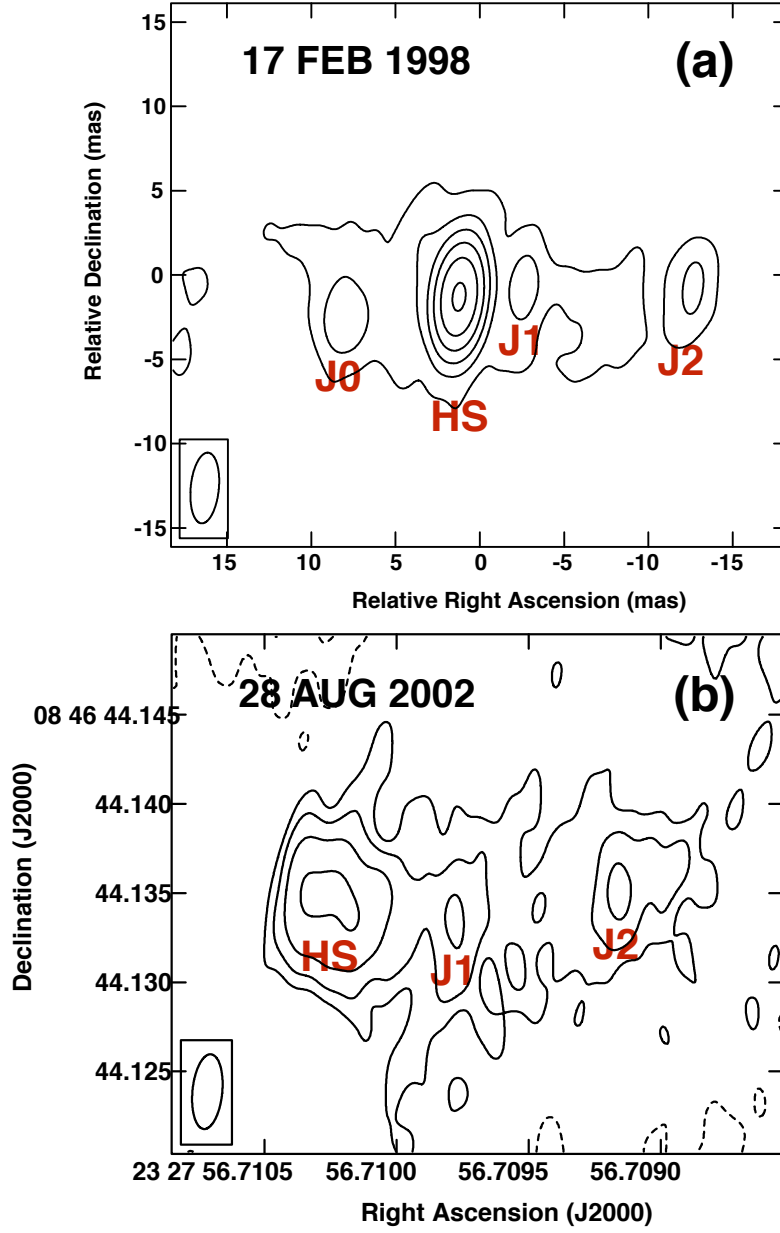 17 FEB 1998
(a)
15
10
5
0
-5
-10
-15
Relative Declination (mas)
J0
HS
J1
J2
15 10 5 0 -5 -10 -15
Relative Right Ascension (mas)
28 AUG 2002
(b)
08 46 44.145
44.140
44.135
44.130
44.125
Declination (J2000)
HS
J1
J2
23 27 56.7105 56.7100 56.7095 56.7090
Right Ascension (J2000)